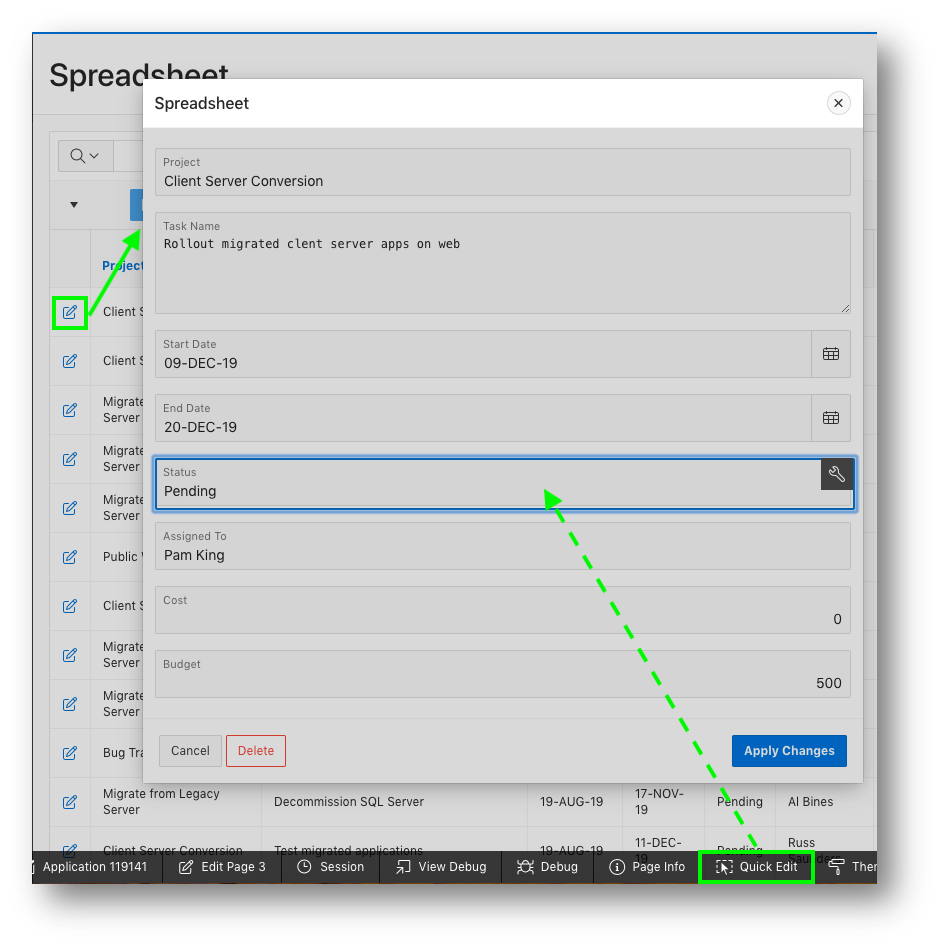 Spreadsheet
Spreadsheet
Project
Client Server Conversion
Task Name
Rollout migrated clent server apps on web
Start Date
09-DEC-19
End Date
20-DEC-19
Status
Pending
Assigned To
Pam King
Cost
0
Budget
500
Cancel
Delete
Apply Changes
Project
Client
Client
Migrate
Server
Migrate
Server
Migrate
Server
Public
Client
Migrate
Server
Migrate
Server
Bug
Migrate from Legacy
Server
Decommission SQL Server
19-AUG-19
17-NOV-
19
Pending
Al Bines
Client Server Conversion
Test migrated applications
19-AUG-19
11-DEC-
19
Pending
Russ
Application 119141
Edit Page 3
Session
View Debug
Debug
Page Info
Quick Edit